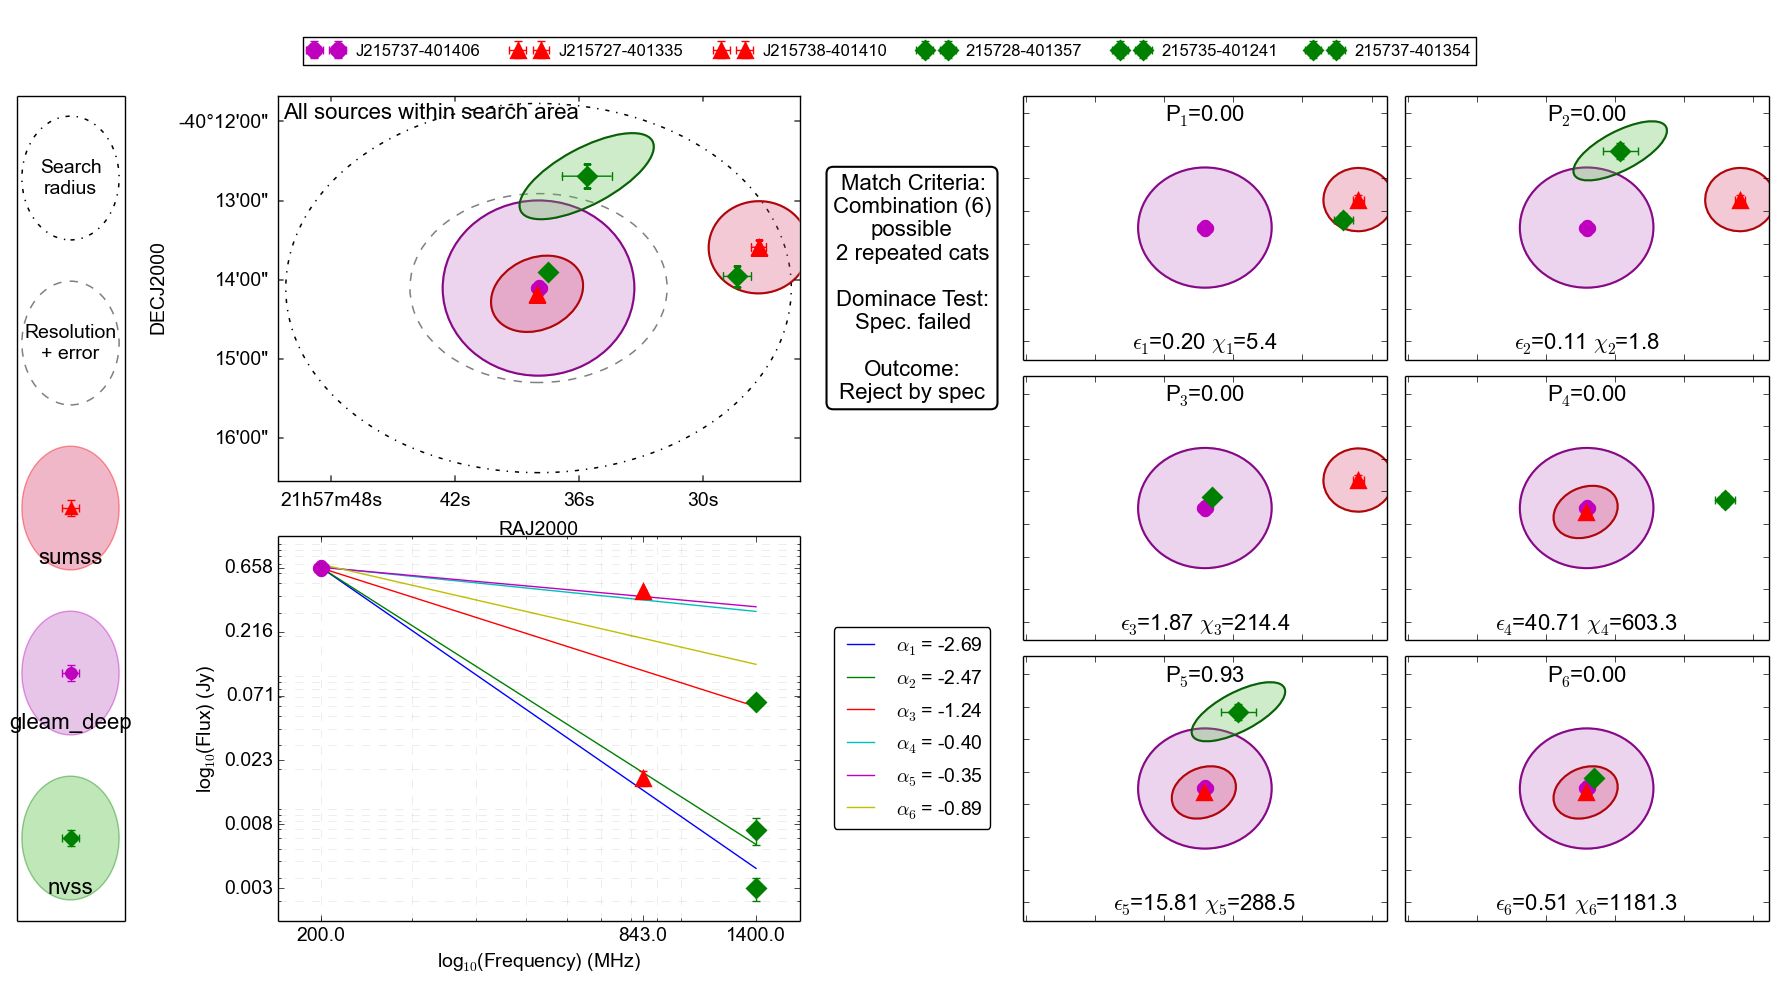 J215737-401406 J215727-401335 J215738-401410 215728-401357 215735-401241 215737-401354
Search
radius
Resolution
+ error
sumss
gleam_deep
nvss
All sources within search area
-40°12'00"
13'00"
14'00"
15'00"
16'00"
DECJ2000
21h57m48s 42s 36s 30s
RAJ2000
0.658
0.216
0.071
0.023
0.008
0.003
log10(Flux) (Jy)
200.0 843.0 1400.0
log10(Frequency) (MHz)
Match Criteria:
Combination (6)
possible
2 repeated cats
Dominace Test:
Spec. failed
Outcome:
Reject by spec
α1 = -2.69
α2 = -2.47
α3 = -1.24
α4 = -0.40
α5 = -0.35
α6 = -0.89
P1=0.00
ϵ1=0.20 χ1=5.4
P2=0.00
ϵ2=0.11 χ2=1.8
P3=0.00
ϵ3=1.87 χ3=214.4
P4=0.00
ϵ4=40.71 χ4=603.3
P5=0.93
ϵ5=15.81 χ5=288.5
P6=0.00
ϵ6=0.51 χ6=1181.3